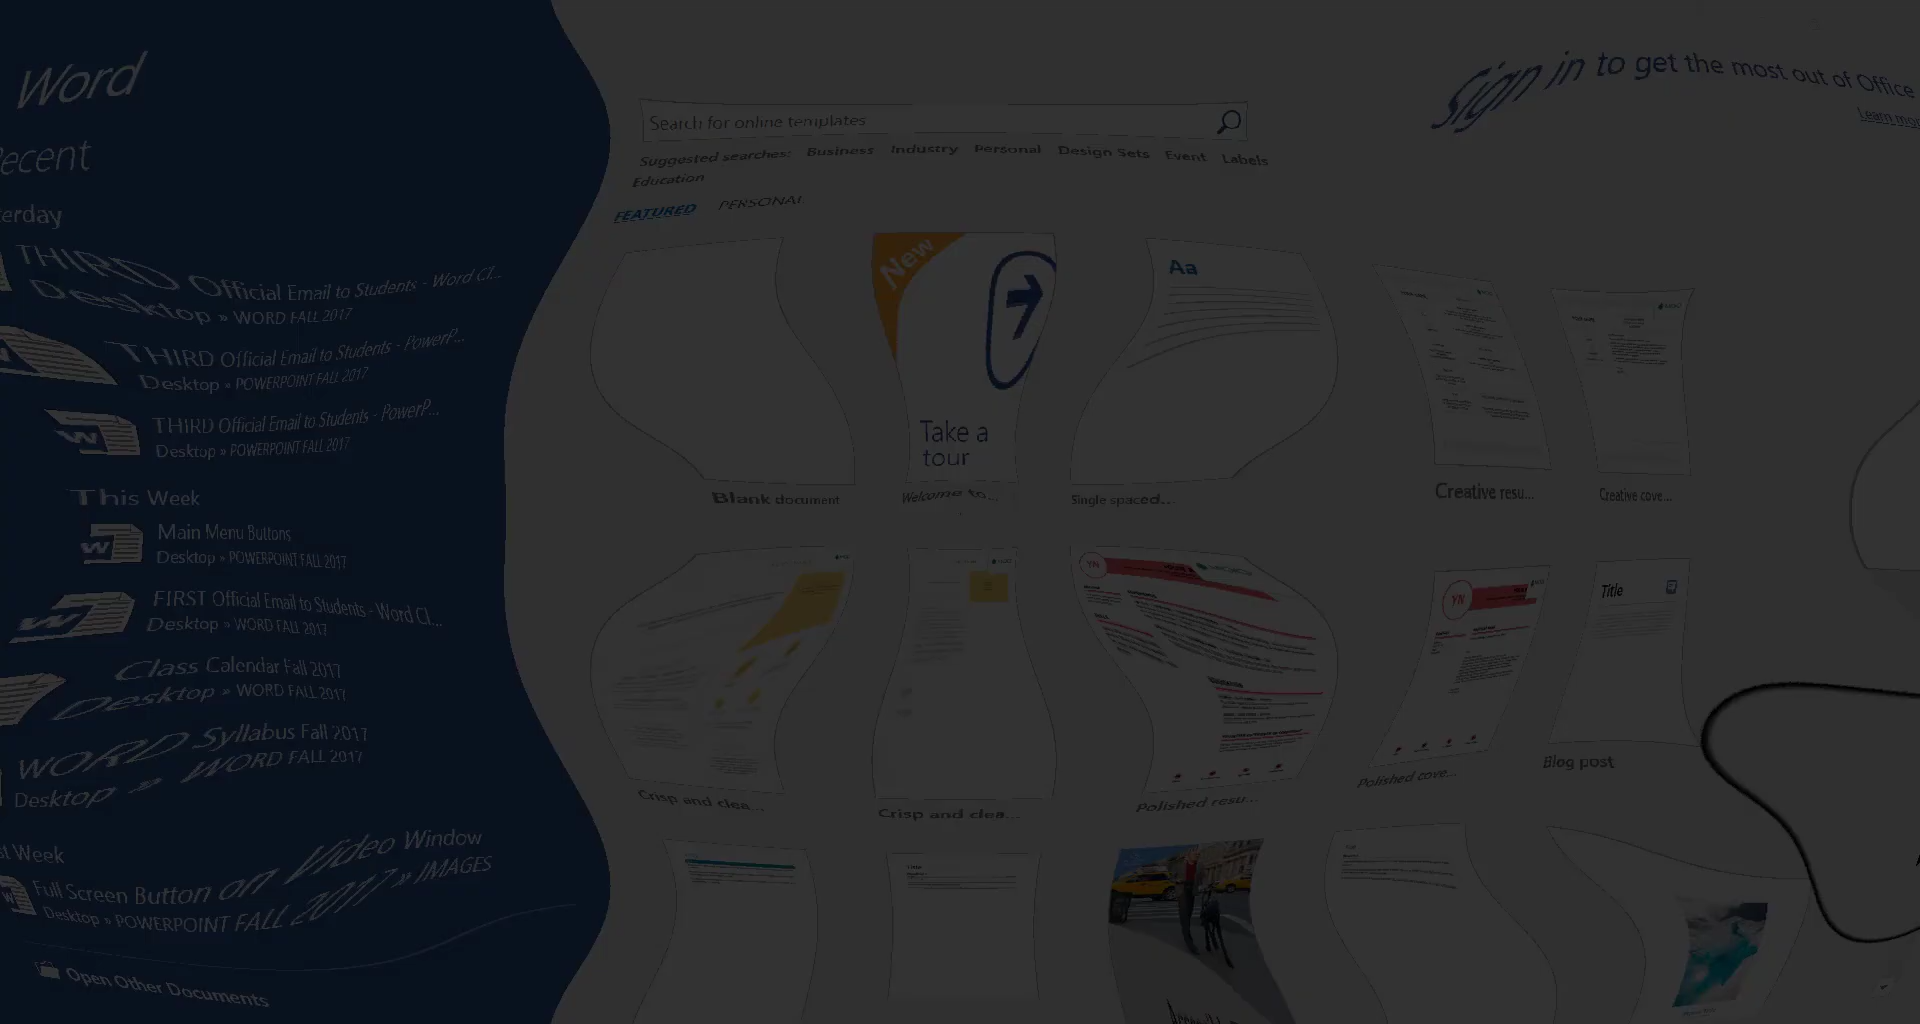 Word
Recent
THIRD Official Email to Students - Word Cl...
Desktop » WORD FALL 2017
THIRD Official Email to Students - PowerP...
Desktop » POWERPOINT FALL 2017
THIRD Official Email to Students - PowerP...
Desktop » POWERPOINT FALL 2017
This Week
Main Menu Buttons
Desktop » POWERPOINT FALL 2017
FIRST Official Email to Students - Word Cl...
Desktop » WORD FALL 2017
Class Calendar Fall 2017
Desktop » WORD FALL 2017
WORD Syllabus Fall 2017
Desktop » WORD FALL 2017
Week
Full Screen Button on Video Window
Desktop » POWERPOINT FALL 2017 » IMAGES
Open Other Documents
Sign in to get the most out of Office
Learn
Search for online templates
Suggested searches: Business Industry Personal Design Sets Event Labels
Education
FEATURED PERSONAL
New
Take a
tour
Aa
Blank document
Welcome to...
Single spaced...
Creative resu...
Creative cove...
YN
YN
Title
Crisp and clea...
Crisp and clea...
Polished resu...
Polished cove...
Blog post
Title